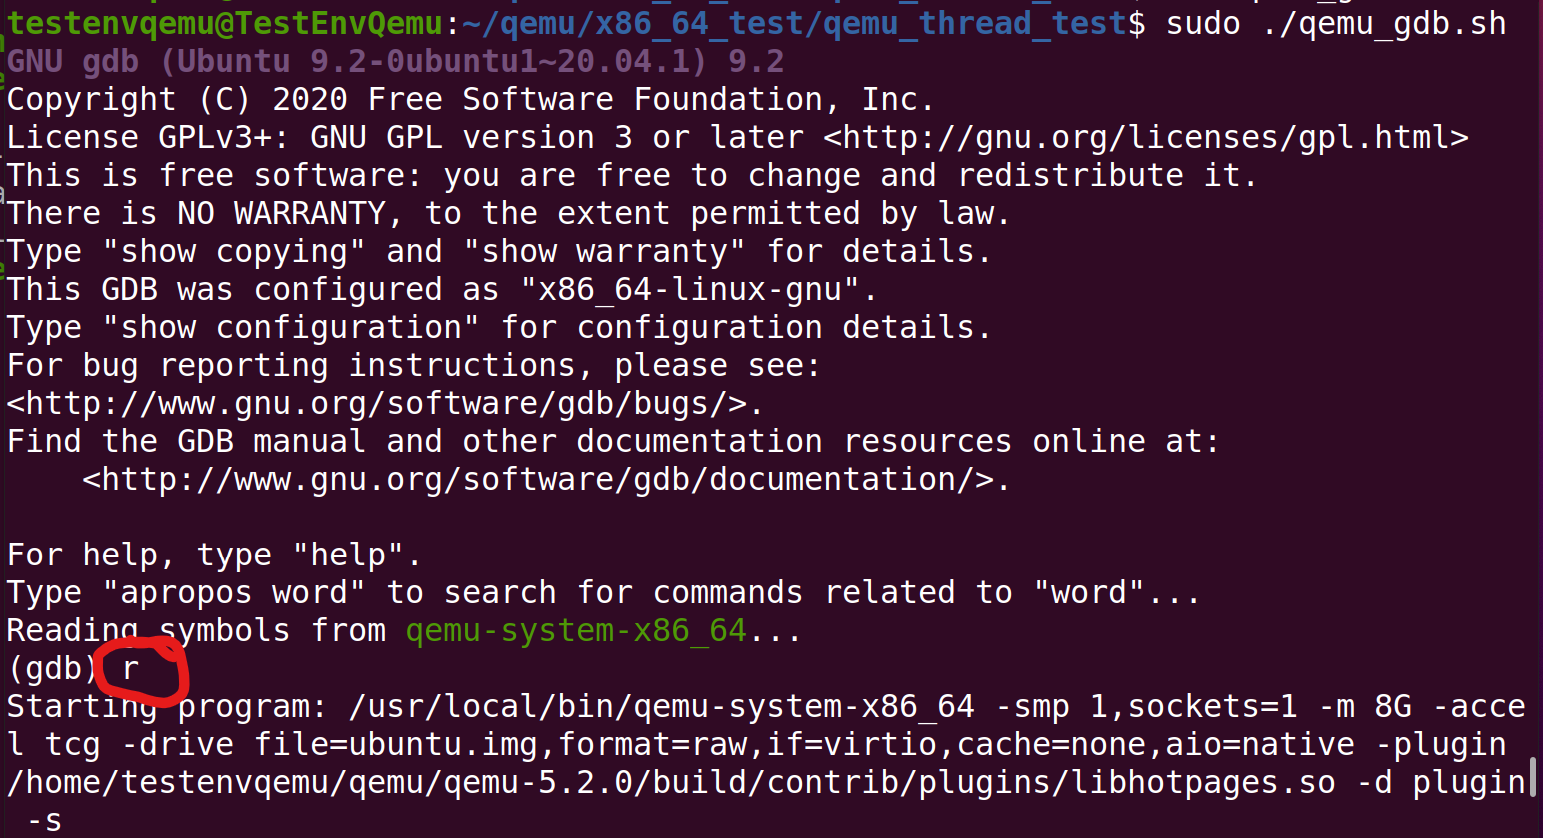 testenvqemu@TestEnvQemu:~/qemu/x86_64_test/qemu_thread_test$ sudo ./qemu_gdb.sh
GNU gdb (Ubuntu 9.2-0ubuntu1~20.04.1) 9.2
Copyright (C) 2020 Free Software Foundation, Inc.
License GPLv3+: GNU GPL version 3 or later <http://gnu.org/licenses/gpl.html>
This is free software: you are free to change and redistribute it.
There is NO WARRANTY, to the extent permitted by law.
Type "show copying" and "show warranty" for details.
This GDB was configured as "x86_64-linux-gnu".
Type "show configuration" for configuration details.
For bug reporting instructions, please see:
<http://www.gnu.org/software/gdb/bugs/>.
Find the GDB manual and other documentation resources online at:
    <http://www.gnu.org/software/gdb/documentation/>.

For help, type "help".
Type "apropos word" to search for commands related to "word"...
Reading symbols from qemu-system-x86_64...
(gdb) r
Starting program: /usr/local/bin/qemu-system-x86_64 -smp 1,sockets=1 -m 8G -acce
l tcg -drive file=ubuntu.img,format=raw,if=virtio,cache=none,aio=native -plugin
/home/testenvqemu/qemu/qemu-5.2.0/build/contrib/plugins/libhotpages.so -d plugin
 -s